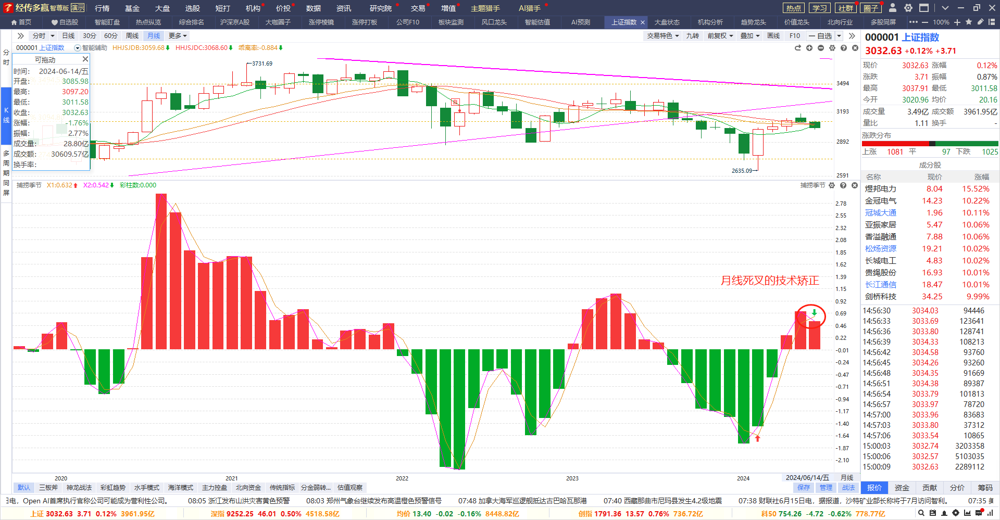 经传多赢 智尊版 演示 行情 基金 大盘 选股 短打 机构 价投 数据 资讯 研究院 交易 增值 主题猎手 AI猎手 热点 学习 社群 圈子
首页 自选股 智能盯盘 热点纵览 综合排名 沪深京A股 大咖圈子 涨停棱镜 涨停打板 公司F10 板块监测 风口龙头 智能估值 AI预测 上证指数 大盘状态 机构分析 趋势龙头 价值龙头 北向行业 多股同屏 100%
分时 日线 30分 60分 周线 月线 更多 交易特色 九转 前复权 叠加 画线 F10 自选
分时
K线
多周期同屏
000001 上证指数 智能辅助 HHJSJDB:3059.68 HHJSJDC:3068.60 乖离率:-0.884
可拖动
时间: 2024-06-14/五
开盘: 3085.98
最高: 3097.20
最低: 3011.58
收盘: 3032.63
涨幅: -1.76%
振幅: 2.77%
成交量: 28.80亿
成交额: 30609.57亿
换手率:
3731.69
自
2635.09
3494
3193
2892
2591
捕捞季节 X1:0.632 X2:0.542 彩柱数:0.000
捕捞季节
2.78
2.55
2.32
2.08
1.85
1.62
1.39
1.15
0.92
0.69
0.46
0.22
-0.01
-0.24
-0.47
-0.71
-0.94
-1.17
-1.40
-1.64
-1.87
-2.10
月线死叉的技术矫正
2020 2021 2022 2023 2024 2024/06/14/五 月线
默认 三板斧 神龙战法 彩虹趋势 水手模式 海洋模式 主力控盘 北向资金 传统指标 分金弱转... 估值观察 保存 管理 战法
000001 上证指数
3032.63 +0.12% +3.71
现价 3032.63 涨幅 0.12%
涨跌 3.71 振幅 0.87%
最高 3037.91 最低 3011.58
今开 3020.96 均价 20.16
成交量 3.49亿 成交额 3961.95亿
量比 1.11 换手 -
涨跌分布
上涨 1081 平 97 下跌 1025
成分股
名称 现价 涨幅
煜邦电力 8.04 15.52%
金冠电气 14.23 10.22%
冠城大通 1.96 10.11%
亚振家居 5.47 10.06%
香溢融通 7.88 10.06%
松炀资源 19.21 10.02%
长城电工 4.83 10.02%
贵绳股份 16.93 10.01%
长江通信 18.47 10.01%
剑桥科技 34.25 9.99%
14:56:30 3034.03 94446
14:56:33 3033.69 123641
14:56:36 3033.80 128741
14:56:39 3034.33 108213
14:56:42 3034.58 93760
14:56:45 3034.26 93260
14:56:48 3034.35 91669
14:56:51 3034.38 89387
14:56:54 3033.79 101813
14:56:57 3033.97 78720
14:57:00 3033.96 83683
14:57:03 3033.80 37312
14:57:06 3033.54 10865
15:00:03 3032.74 3203358
15:00:06 3032.57 5103035
15:00:09 3032.63 2289112
报价 资金 贡献 分价 筹码
日电，Open AI首席执行官称公司可能成为营利性公司。 08:05 浙江发布山洪灾害黄色预警 08:03 郑州气象台继续发布高温橙色预警信号 07:48 加拿大海军巡逻舰抵达古巴哈瓦那港 07:40 西藏那曲市尼玛县发生4.2级地震 07:38 财联社6月15日电，据报道，沙特矿业部长称将于7月访问智利。 07:35 美
上证 3032.63 3.71 0.12% 3961.95亿 深指 9252.25 46.01 0.50% 4518.58亿 均价 13.40 -0.02 -0.16% 8448.82亿 创指 1791.36 13.57 0.76% 736.72亿 科50 754.26 -4.72 -0.62% 778.77亿